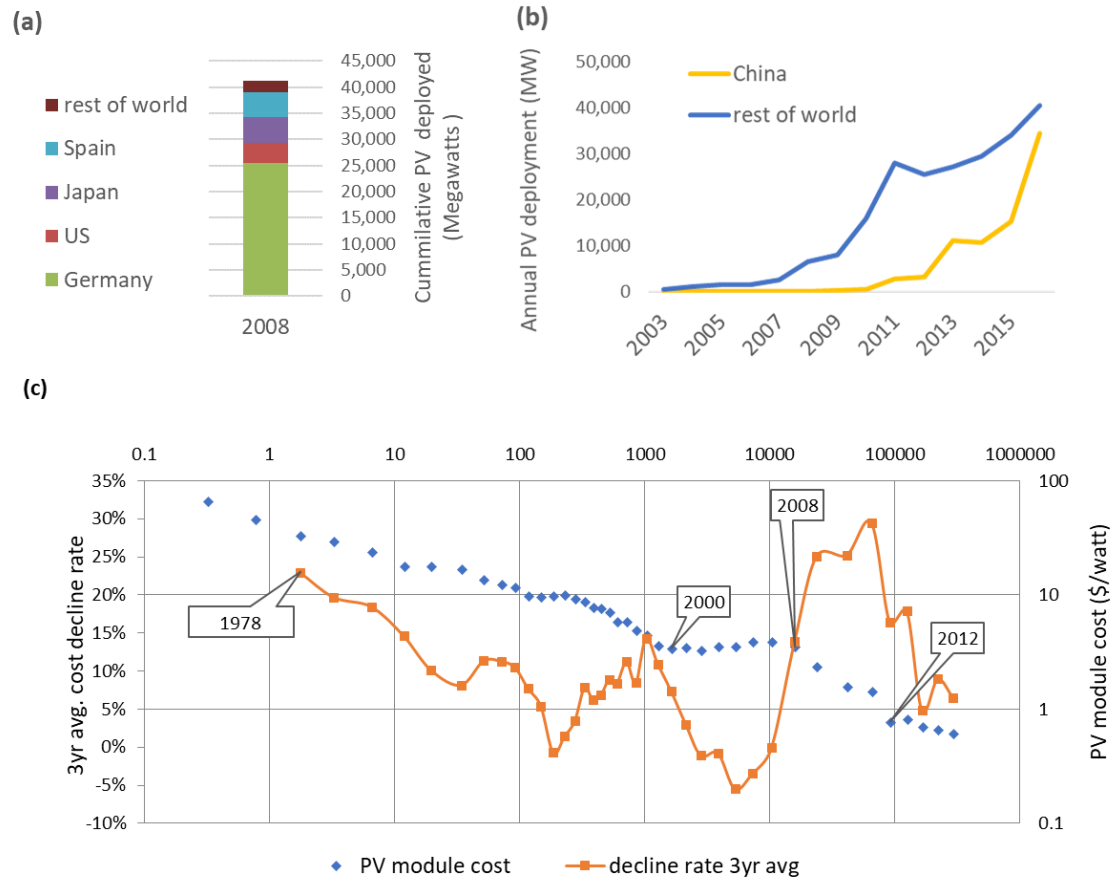 (a)
45,000
40,000
35,000
30,000
25,000
20,000
15,000
10,000
5,000
0
Cummilative PV deployed
(Megawatts)
rest of world
Spain
Japan
US
Germany
2008
(b)
50,000
40,000
30,000
20,000
10,000
0
Annual PV deployment (MW)
China
rest of world
2003
2005
2007
2009
2011
2013
2015
(c)
0.1
1
10
100
1000
10000
100000
1000000
35%
30%
25%
20%
15%
10%
5%
0%
-5%
-10%
3yr avg. cost decline rate
1978
2000
2008
2012
100
10
1
0.1
PV module cost ($/watt)
PV module cost
decline rate 3yr avg